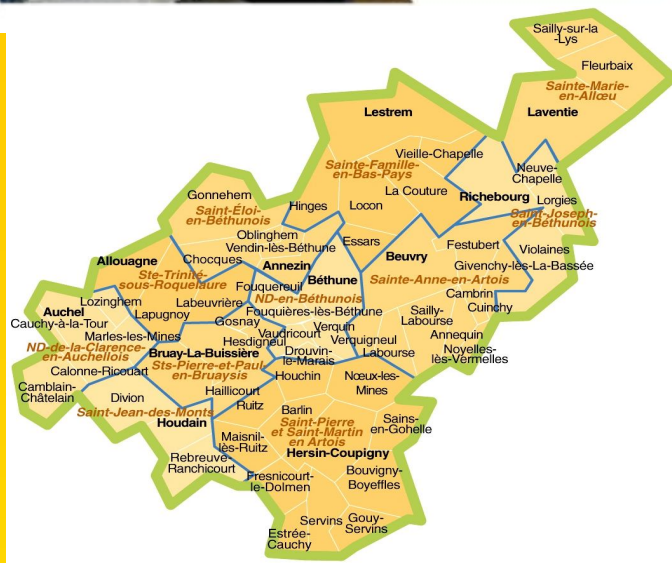 Sailly-sur-la
-Lys
Fleurbaix
Sainte-Marie-
en-Allœu
Lestrem
Laventie
Vieille-Chapelle
Sainte-Famille-
en-Bas-Pays
Neuve-
Chapelle
La Couture
Richebourg
Lorgies
Gonnehem
Hinges
Locon
Saint-Éloi-
en-Béthunois
Saint-Joseph-
en-Béthunois
Oblinghem
Vendin-lès-Béthune
Essars
Festubert
Violaines
Allouagne
Chocques
Annezin
Beuvry
Givenchy-lès-La-Bassée
Ste-Trinité-
sous-Roquelaure
Béthune
Sainte-Anne-en-Artois
Fouquereuil
Cambrin
Lozinghem
Labeuvrière
ND-en-Béthunois
Cuinchy
Auchel
Lapugnoy
Fouquières-lès-Béthune
Sailly-
Labourse
Cauchy-à-la-Tour
Gosnay
Verquin
Marles-les-Mines
Vaudricourt
Verquigneul
Annequin
Hesdigneul
ND-de-la-Clarence-
en-Auchellois
Bruay-La-Buissière
Drouvin-
le-Marais
Labourse
Noyelles-
lès-Vermelles
Sts-Pierre-et-Paul
en-Bruaysis
Calonne-Ricouart
Houchin
Nœux-les-
Mines
Camblain-
Châtelain
Divion
Haillicourt
Ruitz
Barlin
Saint-Jean-des-Monts
Saint-Pierre
et Saint-Martin
en Artois
Sains-
en-Gohelle
Houdain
Maisnil-
lès-Ruitz
Hersin-Coupigny
Rebreuve-
Ranchicourt
Bouvigny-
Boyeffles
Fresnicourt-
le-Dolmen
Servins
Gouy-
Servins
Estrée-
Cauchy